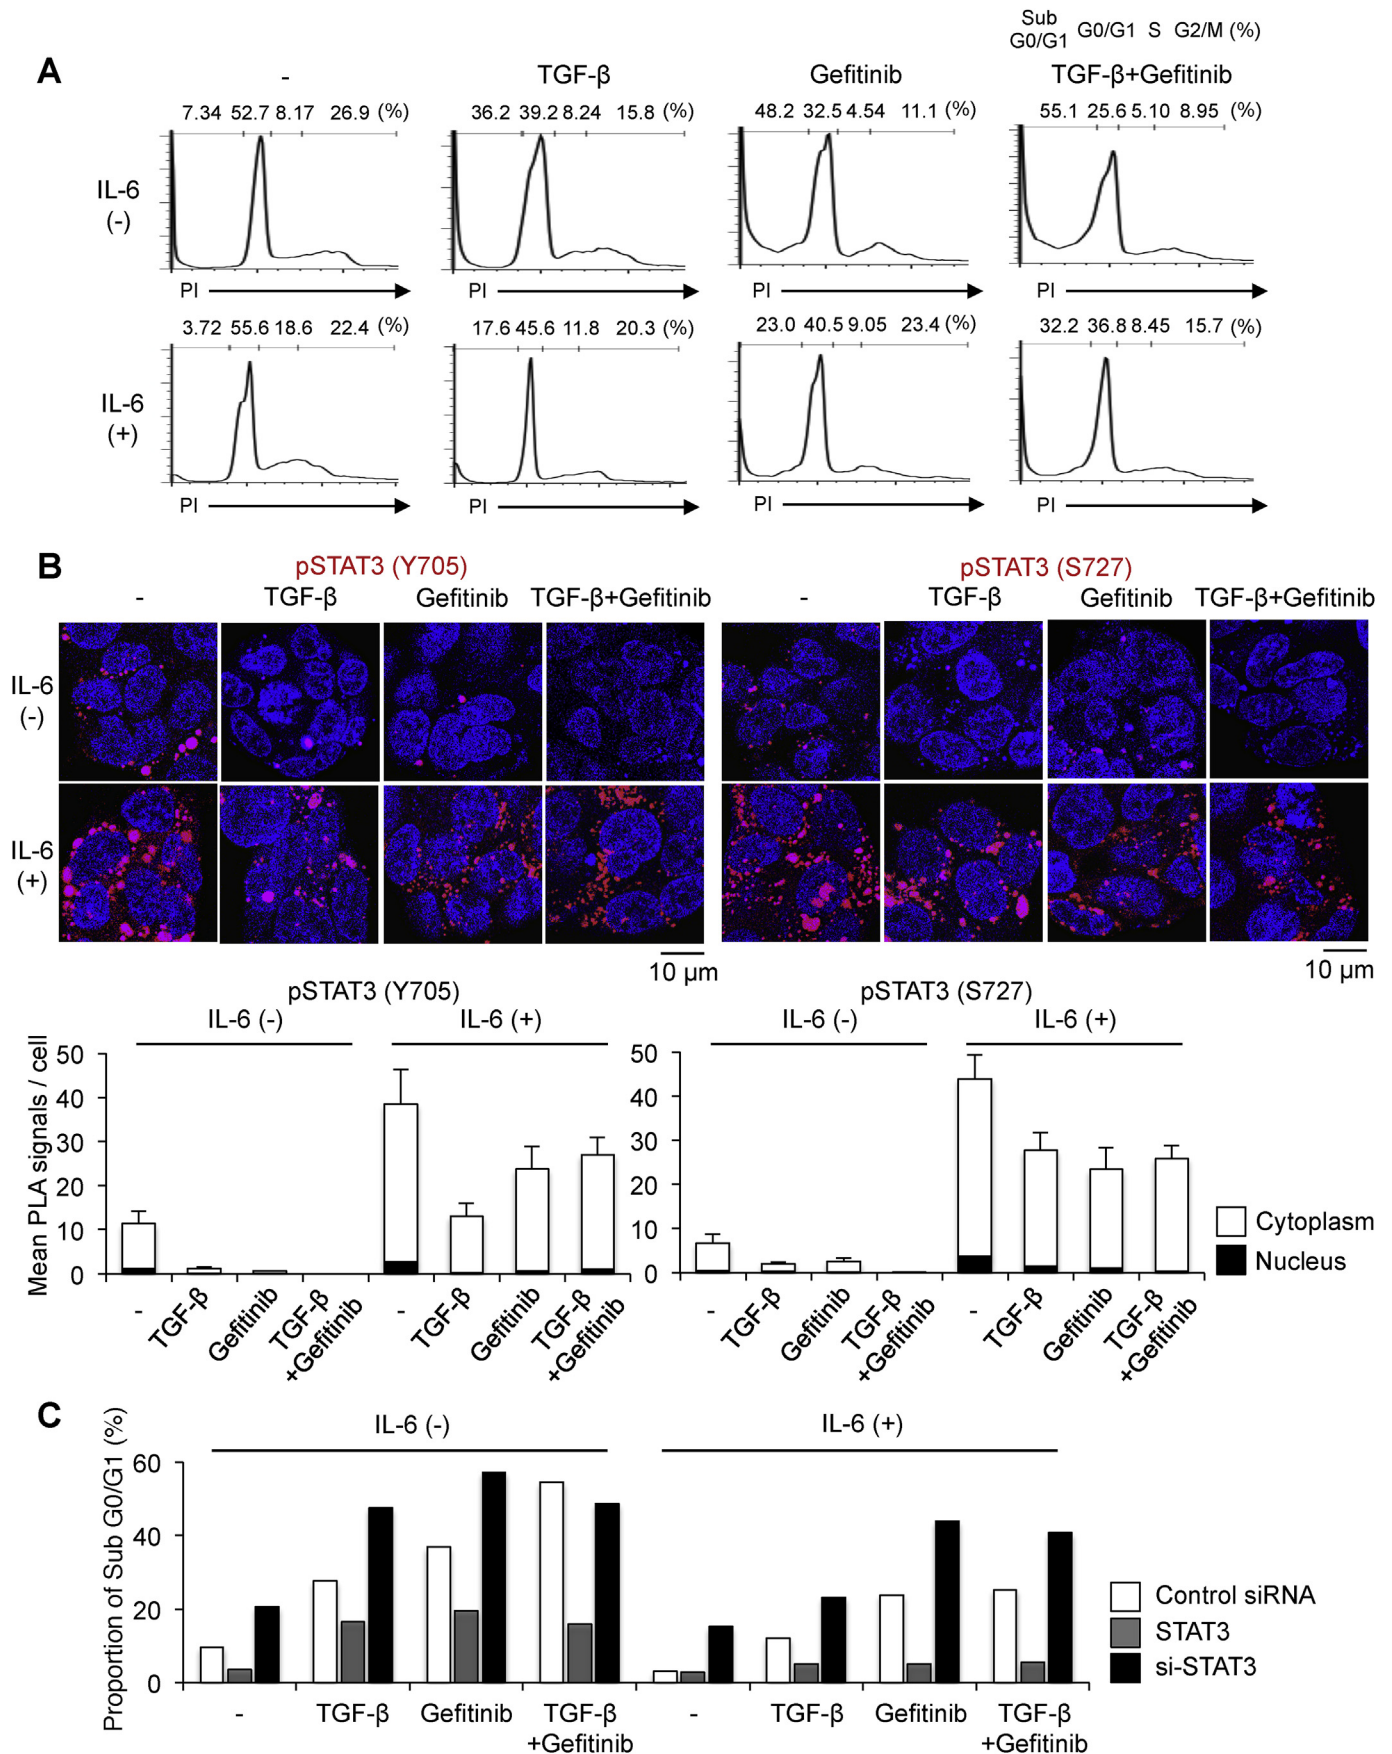 Sub
G0/G1 G0/G1 S G2/M (%)
A - TGF-β Gefitinib TGF-β+Gefitinib
7.34 52.7 8.17 26.9 (%) 36.2 39.2 8.24 15.8 (%) 48.2 32.5 4.54 11.1 (%) 55.1 25.6 5.10 8.95 (%)
IL-6
(-)
PI PI PI PI
3.72 55.6 18.6 22.4 (%) 17.6 45.6 11.8 20.3 (%) 23.0 40.5 9.05 23.4 (%) 32.2 36.8 8.45 15.7 (%)
IL-6
(+)
PI PI PI PI
B pSTAT3 (Y705) pSTAT3 (S727)
- TGF-β Gefitinib TGF-β+Gefitinib - TGF-β Gefitinib TGF-β+Gefitinib
IL-6
(-)
IL-6
(+)
10 μm 10 μm
pSTAT3 (Y705) pSTAT3 (S727)
IL-6 (-) IL-6 (+) IL-6 (-) IL-6 (+)
Mean PLA signals / cell
50 50
40 40
30 30
20 20
10 10
0 0
Cytoplasm
Nucleus
- TGF-β Gefitinib TGF-β +Gefitinib - TGF-β Gefitinib TGF-β +Gefitinib - TGF-β Gefitinib TGF-β +Gefitinib - TGF-β Gefitinib TGF-β +Gefitinib
C
IL-6 (-) IL-6 (+)
Proportion of Sub G0/G1 (%)
60
40
20
0
Control siRNA
STAT3
si-STAT3
- TGF-β Gefitinib TGF-β - TGF-β Gefitinib TGF-β
+Gefitinib +Gefitinib